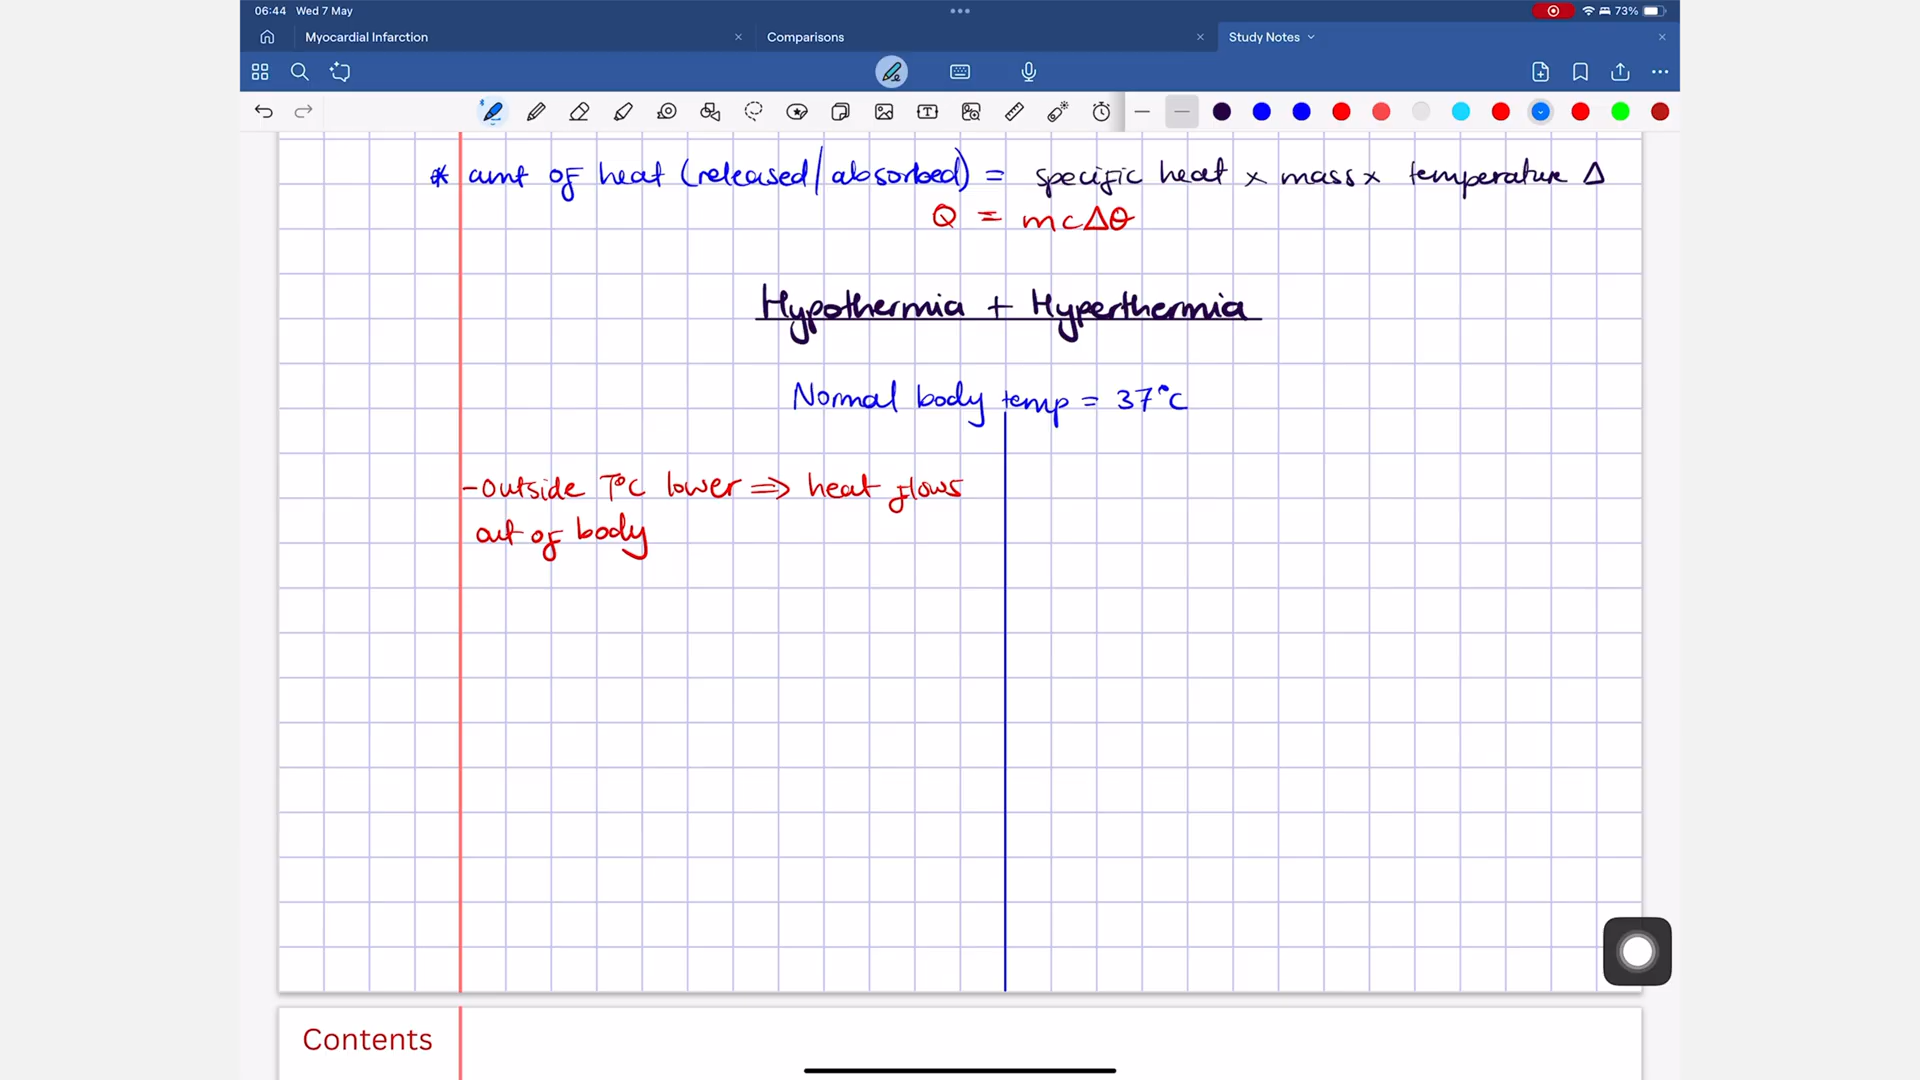 06:44 Wed 7 May
73%
Myocardial Infarction
Comparisons
Study Notes
* amt of heat (released/absorbed) = specific heat x mass x temperature Δ
Q = mcΔθ
Hypothermia + Hyperthermia
Normal body temp = 37°C
-outside T°C lower ⇒ heat flows
out of body
Contents